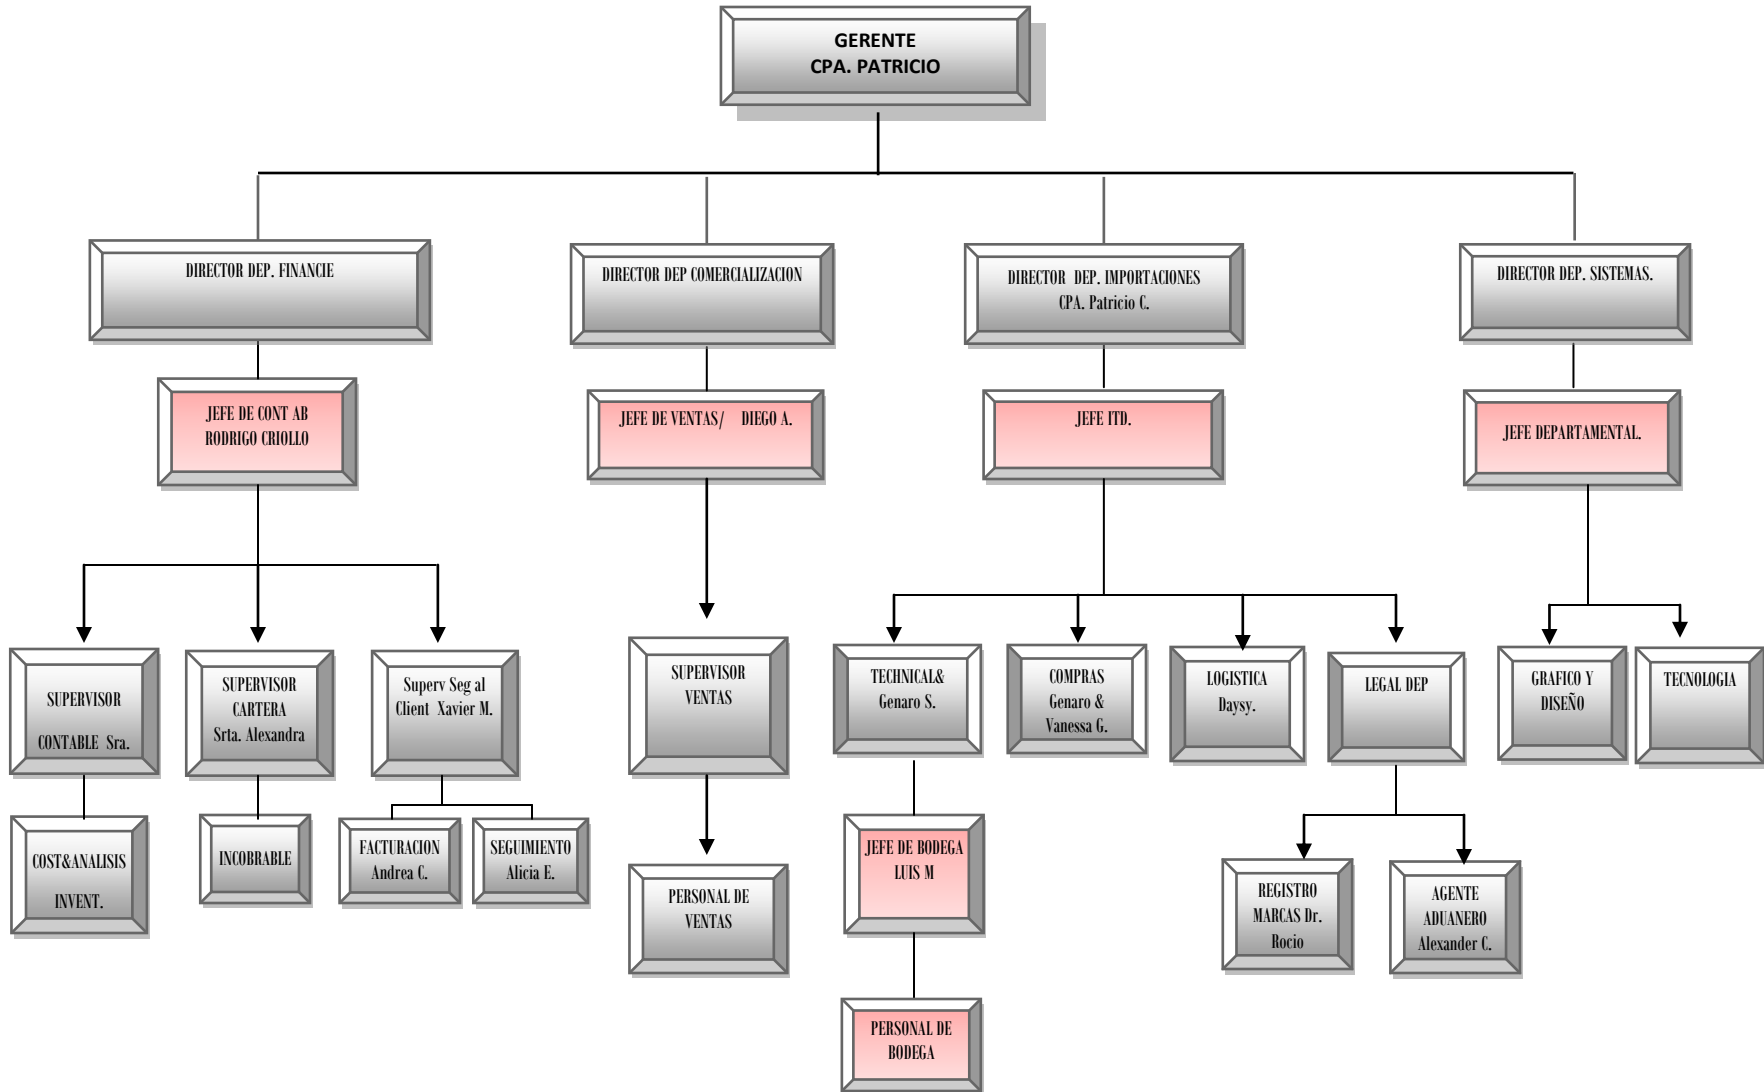 GERENTE
CPA. PATRICIO
DIRECTOR DEP. FINANCIE
DIRECTOR DEP COMERCIALIZACION
DIRECTOR DEP. IMPORTACIONES
CPA. Patricio C.
DIRECTOR DEP. SISTEMAS.
JEFE DE CONT AB
RODRIGO CRIOLLO
JEFE DE VENTAS/ DIEGO A.
JEFE ITD.
JEFE DEPARTAMENTAL.
SUPERVISOR
CONTABLE Sra.
SUPERVISOR
CARTERA
Srta. Alexandra
Superv Seg al
Client Xavier M.
SUPERVISOR
VENTAS
TECHNICAL&
Genaro S.
COMPRAS
Genaro &
Vanessa G.
LOGISTICA
Daysy.
LEGAL DEP
GRAFICO Y
DISEÑO
TECNOLOGIA
COST&ANALISIS
INVENT.
INCOBRABLE
FACTURACION
Andrea C.
SEGUIMIENTO
Alicia E.
PERSONAL DE
VENTAS
JEFE DE BODEGA
LUIS M
REGISTRO
MARCAS Dr.
Rocio
AGENTE
ADUANERO
Alexander C.
PERSONAL DE
BODEGA